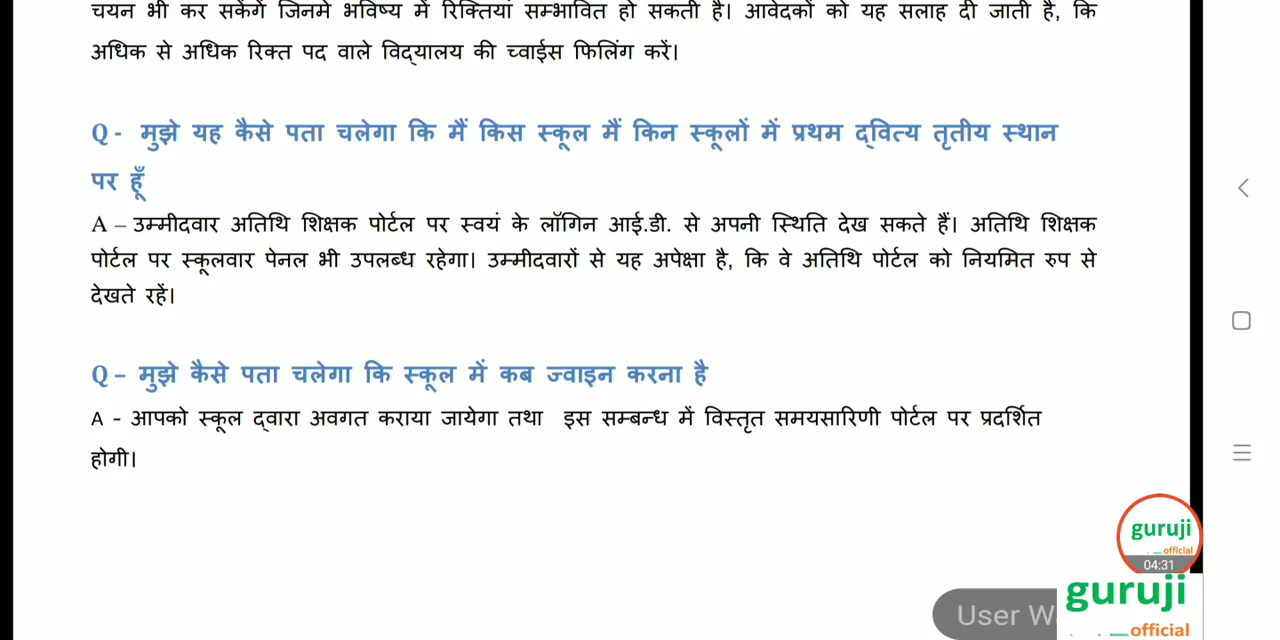 चयन भी कर सकेंगें जिनमें भविष्य में रिक्तियां सम्भावित हो सकती है। आवेदकों को यह सलाह दी जाती है, कि
अधिक से अधिक रिक्त पद वाले विद्यालय की च्वाईस फिलिंग करें।
Q - मुझे यह कैसे पता चलेगा कि मैं किस स्कूल मैं किन स्कूलों में प्रथम द्वित्य तृतीय स्थान
पर हूँ
A – उम्मीदवार अतिथि शिक्षक पोर्टल पर स्वयं के लॉगिन आई.डी. से अपनी स्थिति देख सकते हैं। अतिथि शिक्षक
पोर्टल पर स्कूलवार पेनल भी उपलब्ध रहेगा। उम्मीदवारों से यह अपेक्षा है, कि वे अतिथि पोर्टल को नियमित रुप से
देखते रहें।
Q – मुझे कैसे पता चलेगा कि स्कूल में कब ज्वाइन करना है
A - आपको स्कूल द्वारा अवगत कराया जायेगा तथा इस सम्बन्ध में विस्तृत समयसारिणी पोर्टल पर प्रदर्शित
होगी।
guruji
official
04:31
User
guruji
official